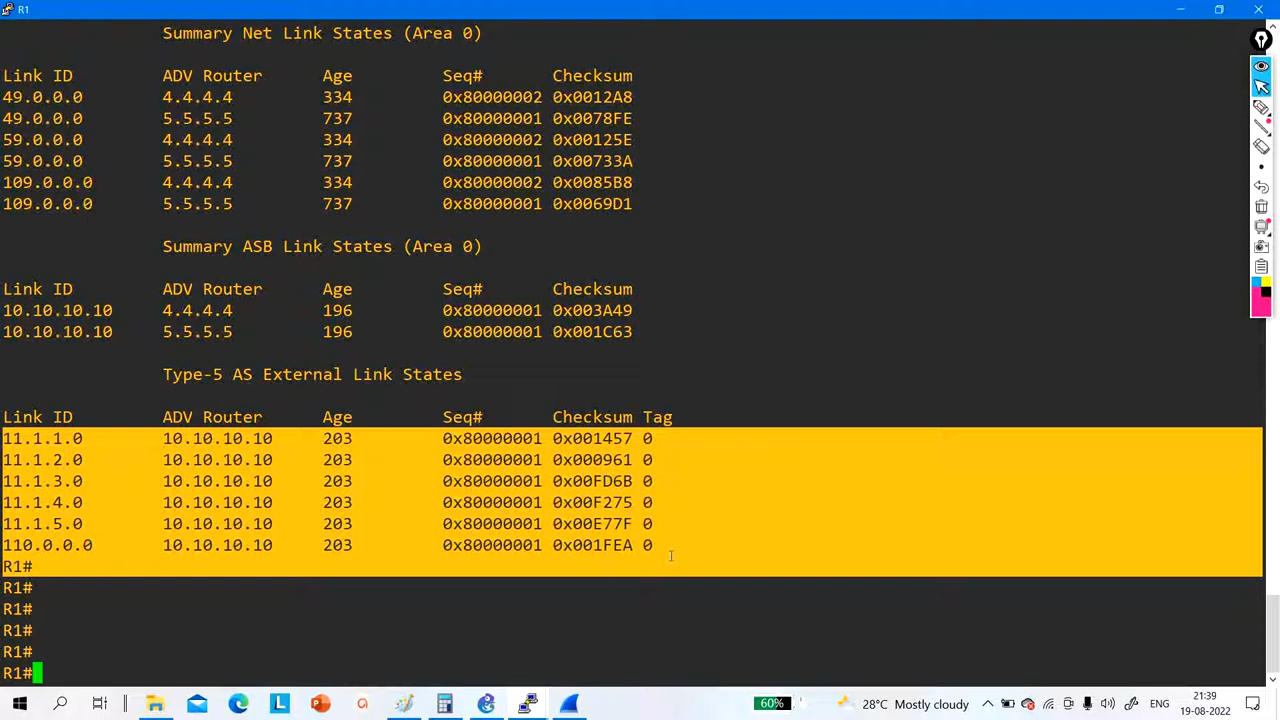 R1
Summary Net Link States (Area 0)
Link ID ADV Router Age Seq# Checksum
49.0.0.0 4.4.4.4 334 0x80000002 0x0012A8
49.0.0.0 5.5.5.5 737 0x80000001 0x0078FE
59.0.0.0 4.4.4.4 334 0x80000002 0x00125E
59.0.0.0 5.5.5.5 737 0x80000001 0x00733A
109.0.0.0 4.4.4.4 334 0x80000002 0x0085B8
109.0.0.0 5.5.5.5 737 0x80000001 0x0069D1
Summary ASB Link States (Area 0)
Link ID ADV Router Age Seq# Checksum
10.10.10.10 4.4.4.4 196 0x80000001 0x003A49
10.10.10.10 5.5.5.5 196 0x80000001 0x001C63
Type-5 AS External Link States
Link ID ADV Router Age Seq# Checksum Tag
11.1.1.0 10.10.10.10 203 0x80000001 0x001457 0
11.1.2.0 10.10.10.10 203 0x80000001 0x000961 0
11.1.3.0 10.10.10.10 203 0x80000001 0x00FD6B 0
11.1.4.0 10.10.10.10 203 0x80000001 0x00F275 0
11.1.5.0 10.10.10.10 203 0x80000001 0x00E77F 0
110.0.0.0 10.10.10.10 203 0x80000001 0x001FEA 0
R1#
R1#
R1#
R1#
R1#
R1#
60% 28°C Mostly cloudy ENG 21:39
19-08-2022